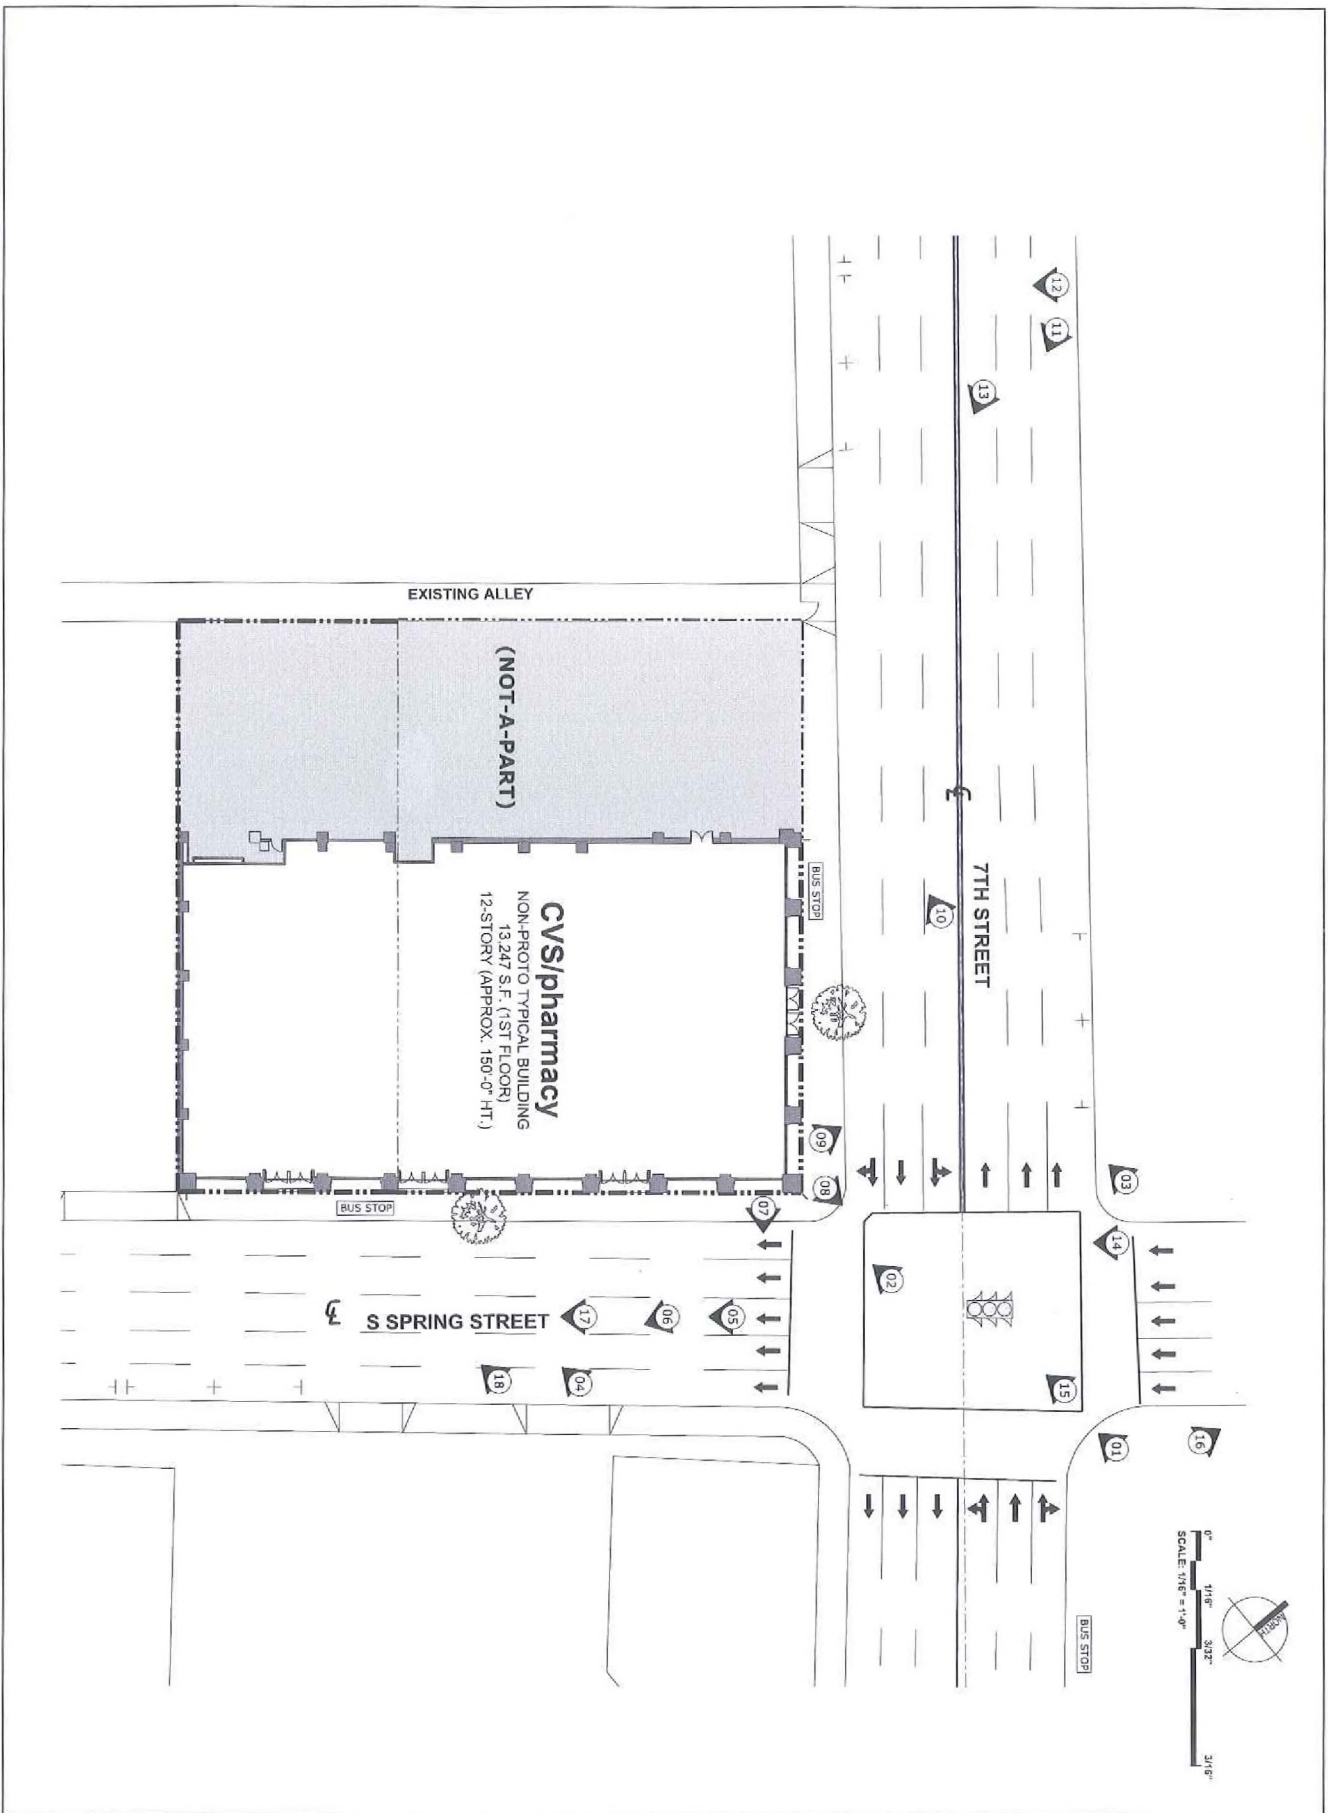 EXISTING ALLEY
(NOT-A-PART)
CVS/pharmacy
NON-PROTO TYPICAL BUILDING
13,247 S.F. (1ST FLOOR)
12-STORY (APPROX. 150'-0" HT.)
BUS STOP
BUS STOP
BUS STOP
7TH STREET
S SPRING STREET
12
11
13
10
09
08
07
03
14
02
15
01
16
05
06
17
04
18
0"
1/16"
3/32"
3/16"
SCALE: 1/16" = 1'-0"
NORTH